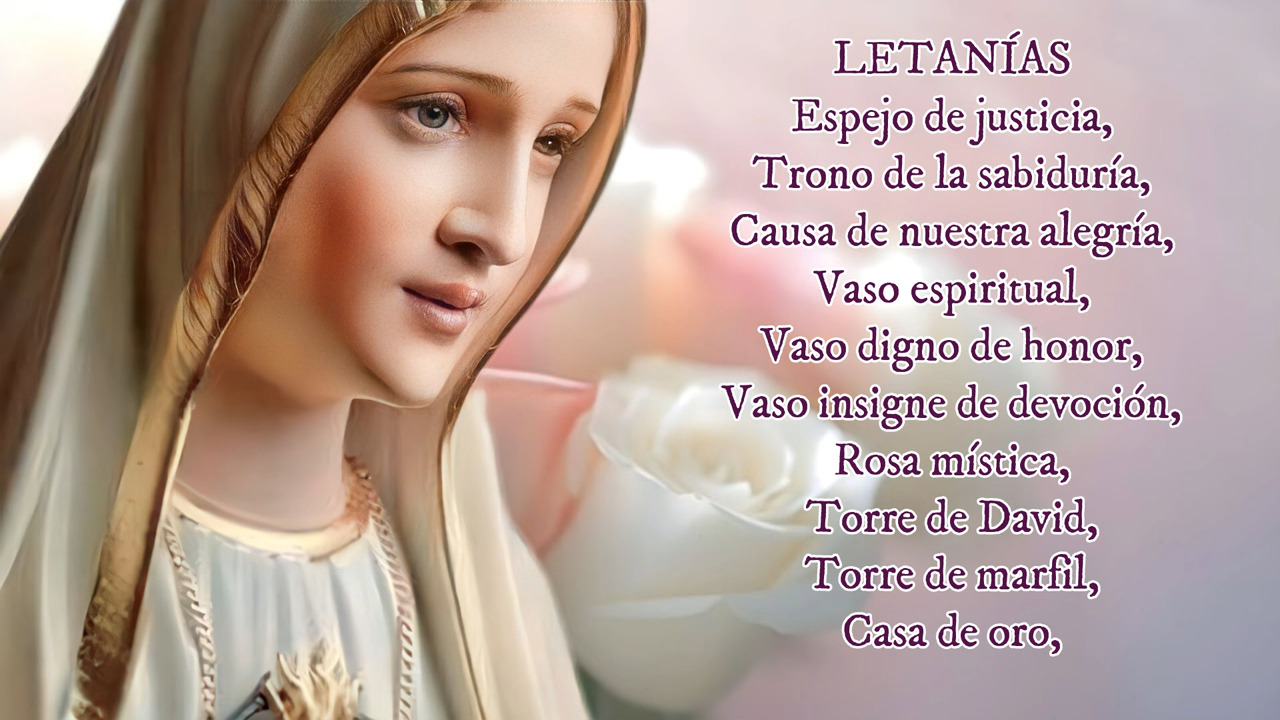 LETANÍAS
Espejo de justicia,
Trono de la sabiduría,
Causa de nuestra alegría,
Vaso espiritual,
Vaso digno de honor,
Vaso insigne de devoción,
Rosa mística,
Torre de David,
Torre de marfil,
Casa de oro,